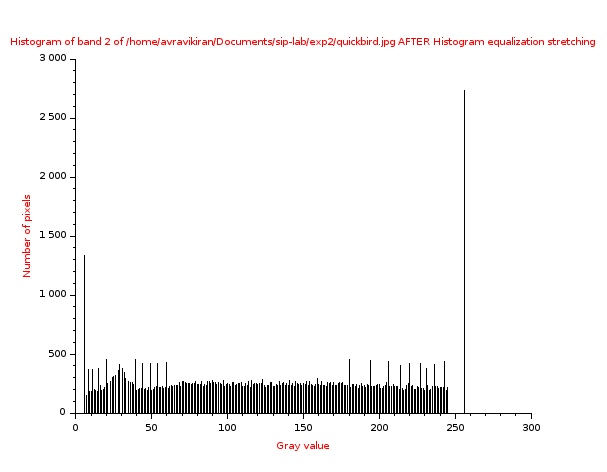 Histogram of band 2 of /home/avravikiran/Documents/sip-lab/exp2/quickbird.jpg AFTER Histogram equalization stretching
3 000
2 500
2 000
1 500
1 000
500
0
Number of pixels
0 50 100 150 200 250 300
Gray value